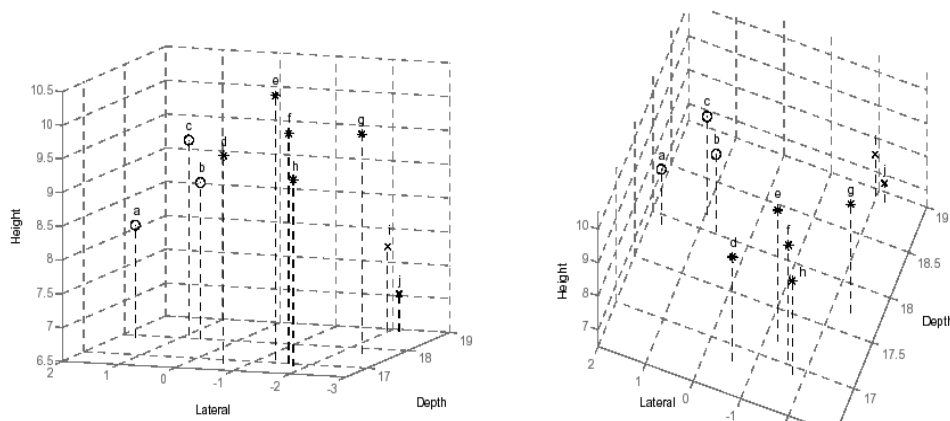 10.5
10
9.5
9
8.5
8
7.5
7
6.5
Height
2
1
0
-1
-2
-3
Lateral
17
18
19
Depth
a
b
c
d
e
f
g
h
i
j
10
9
8
7
Height
2
1
0
-1
Lateral
17
17.5
18
18.5
19
Depth
a
b
c
d
e
f
g
h
i
j